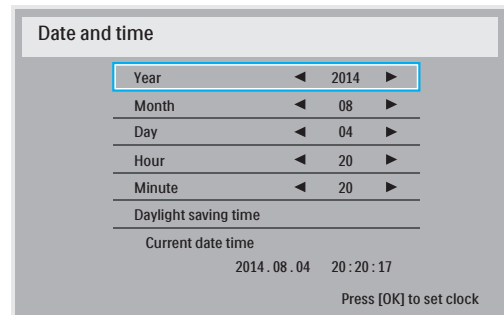 Date and time
Year ◀ 2014 ▶
Month ◀ 08 ▶
Day ◀ 04 ▶
Hour ◀ 20 ▶
Minute ◀ 20 ▶
Daylight saving time
Current date time
2014 . 08 . 04 20 : 20 : 17
Press [OK] to set clock